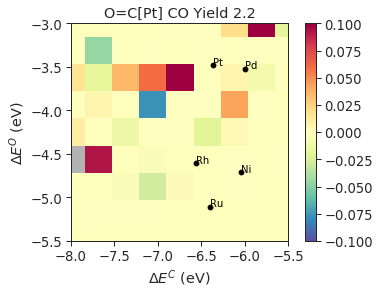 O=C[Pt] CO Yield 2.2
−3.0
−3.5
−4.0
−4.5
−5.0
−5.5
ΔE^O (eV)
Pt
Pd
Rh
Ni
Ru
−8.0 −7.5 −7.0 −6.5 −6.0 −5.5
ΔE^C (eV)
0.100
0.075
0.050
0.025
0.000
−0.025
−0.050
−0.075
−0.100